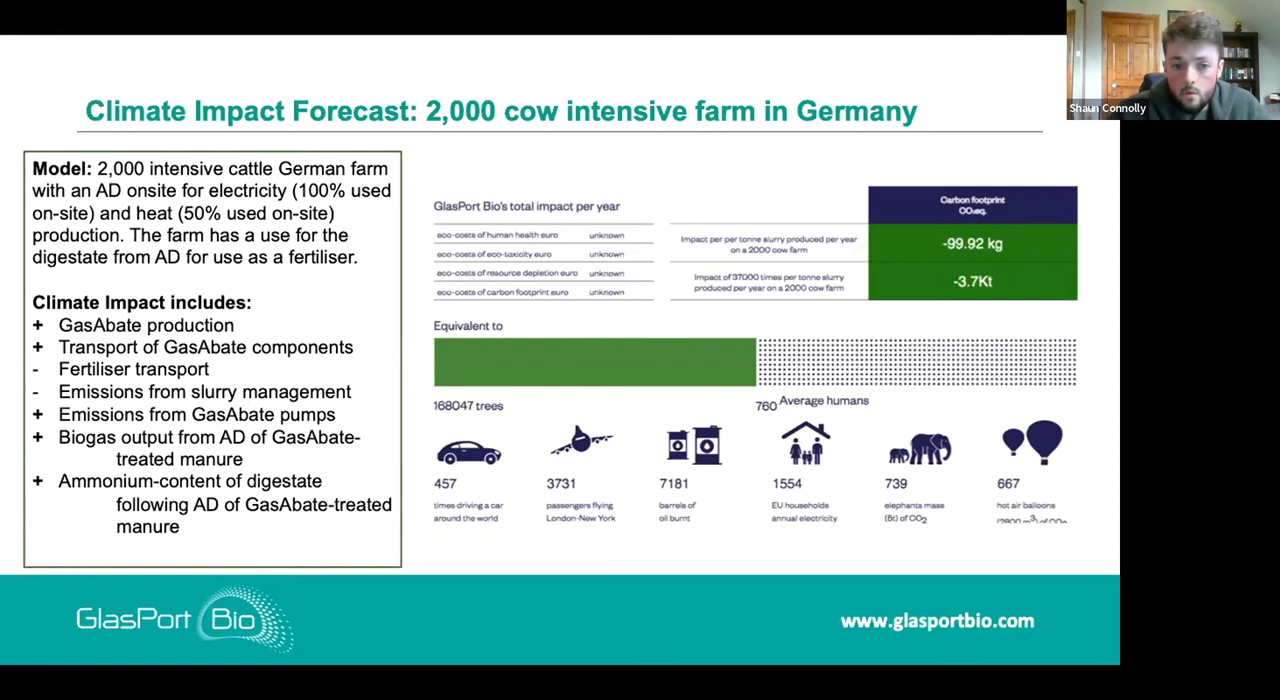 Shaun Connolly
Climate Impact Forecast: 2,000 cow intensive farm in Germany
Model: 2,000 intensive cattle German farm
with an AD onsite for electricity (100% used
on-site) and heat (50% used on-site)
production. The farm has a use for the
digestate from AD for use as a fertiliser.
Climate Impact includes:
+ GasAbate production
+ Transport of GasAbate components
- Fertiliser transport
- Emissions from slurry management
+ Emissions from GasAbate pumps
+ Biogas output from AD of GasAbate-
treated manure
+ Ammonium-content of digestate
following AD of GasAbate-treated
manure
GlasPort Bio's total impact per year
eco-costs of human health euro unknown
eco-costs of eco-toxicity euro unknown
eco-costs of resource depletion euro unknown
eco-costs of carbon footprint euro unknown
Carbon footprint
CO₂eq.
Impact per per tonne slurry produced per year
on a 2000 cow farm
-99.92 kg
Impact of 37000 times per tonne slurry
produced per year on a 2000 cow farm
-3.7Kt
Equivalent to
168047 trees
760 Average humans
457
times driving a car
around the world
3731
passengers flying
London-New York
7181
barrels of
oil burnt
1554
EU households
annual electricity
739
elephants mass
(5t) of CO₂
667
hot air balloons
(2800 m³) of CO₂
GlasPort Bio
www.glasportbio.com